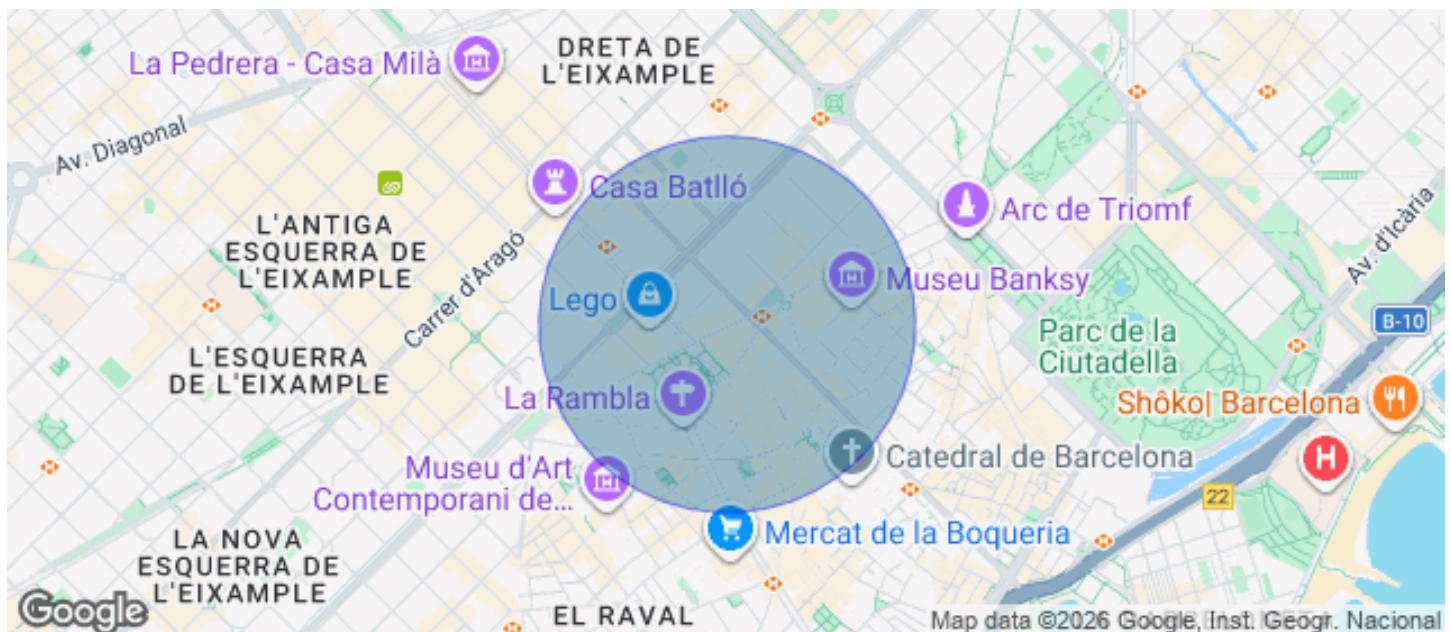 DRETA DE
L'EIXAMPLE
La Pedrera - Casa Milà
Av. Diagonal
Casa Batlló
Arc de Triomf
L'ANTIGA
ESQUERRA DE
L'EIXAMPLE
Carrer d'Aragó
Av. d'Icària
Lego
Museu Banksy
B-10
Parc de la
Ciutadella
L'ESQUERRA
DE L'EIXAMPLE
La Rambla
Shôko| Barcelona
Museu d'Art
Contemporani de...
Catedral de Barcelona
H
22
Mercat de la Boqueria
LA NOVA
ESQUERRA DE
L'EIXAMPLE
EL RAVAL
Google
Map data ©2026 Google, Inst. Geogr. Nacional